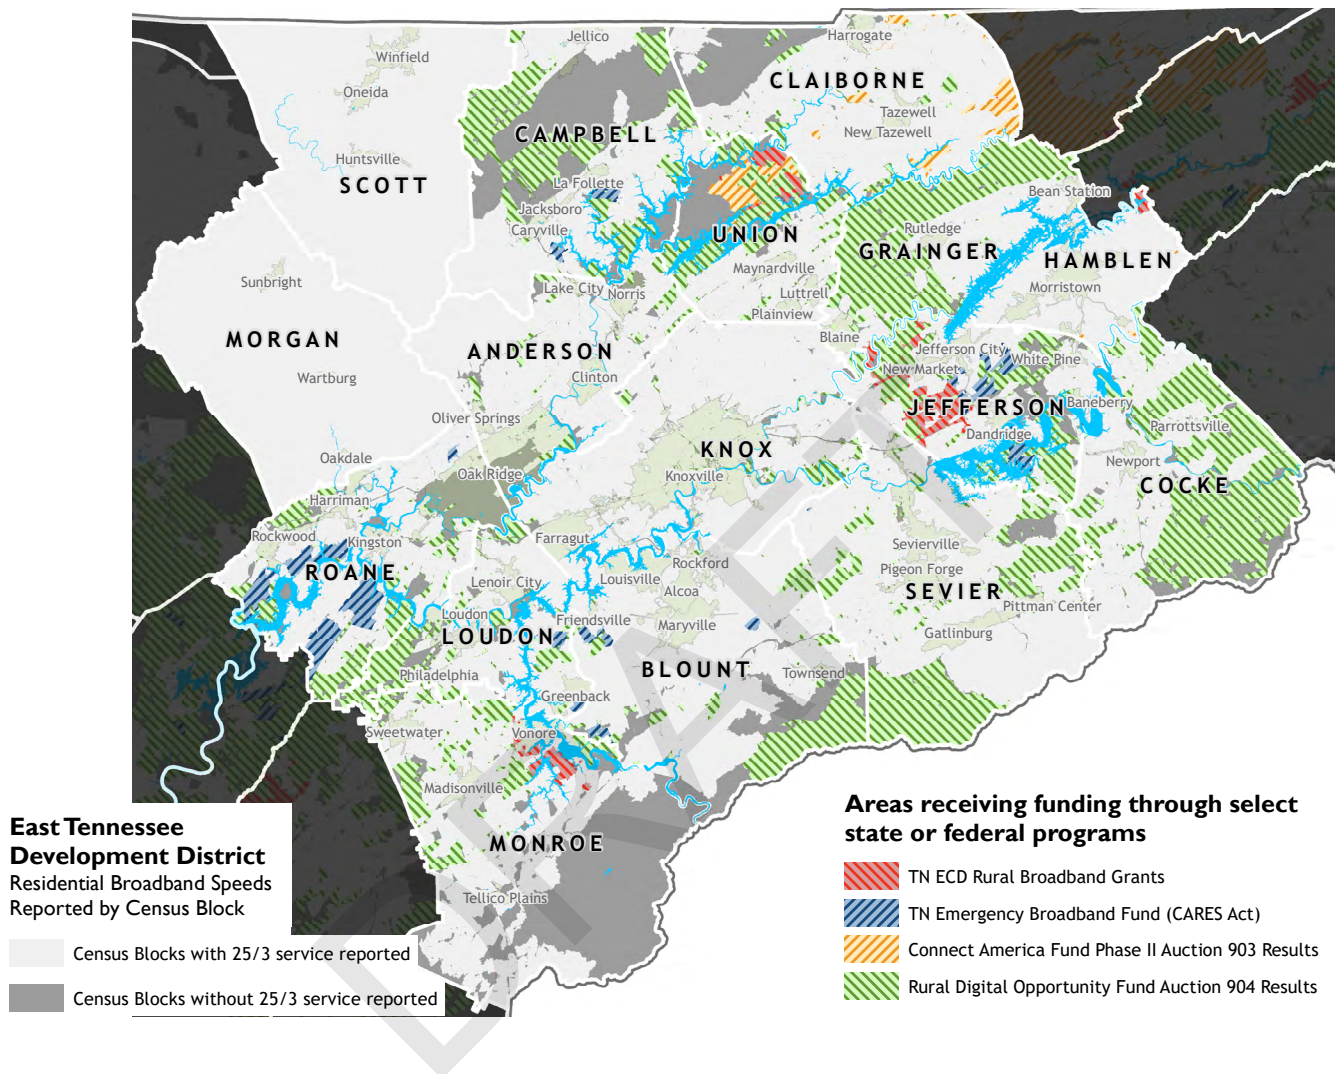 Jellico
Harrogate
Winfield
CLAIBORNE
Oneida
Tazewell
New Tazewell
CAMPBELL
Huntsville
SCOTT
La Follette
Bean Station
Jacksboro
Caryville
UNION
Rutledge
GRAINGER
HAMBLEN
Maynardville
Sunbright
Lake City
Norris
Luttrell
Morristown
Plainview
MORGAN
Blaine
ANDERSON
Jefferson City
White Pine
New Market
Wartburg
Clinton
JEFFERSON
Baneberry
Oliver Springs
Parrottsville
Dandridge
KNOX
Oakdale
Newport
Oak Ridge
Knoxville
COCKE
Harriman
Rockwood
Kingston
Farragut
Sevierville
ROANE
Rockford
Pigeon Forge
Lenoir City
Louisville
Alcoa
SEVIER
Pittman Center
Loudon
Friendsville
Maryville
Gatlinburg
LOUDON
BLOUNT
Townsend
Philadelphia
Greenback
Sweetwater
Vonore
Madisonville
MONROE
Tellico Plains
DRAFT
East Tennessee
Development District
Residential Broadband Speeds
Reported by Census Block
Census Blocks with 25/3 service reported
Census Blocks without 25/3 service reported
Areas receiving funding through select
state or federal programs
TN ECD Rural Broadband Grants
TN Emergency Broadband Fund (CARES Act)
Connect America Fund Phase II Auction 903 Results
Rural Digital Opportunity Fund Auction 904 Results